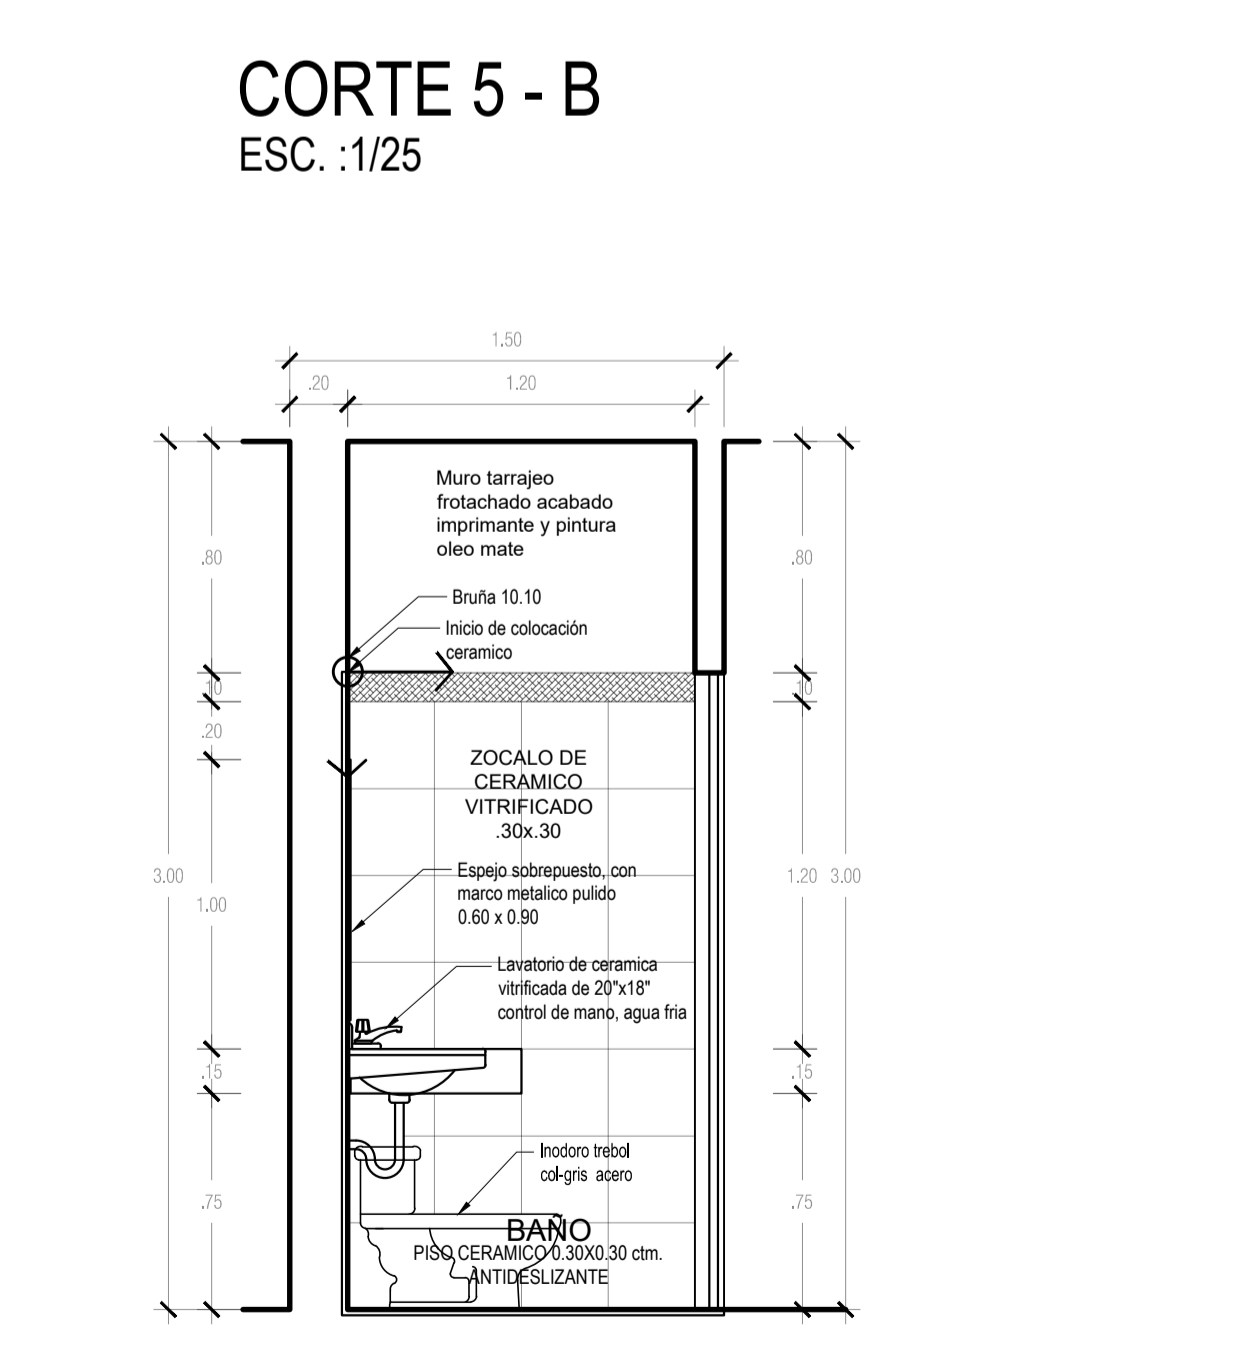 CORTE 5 - B
ESC. :1/25
1.50
.20
1.20
Muro tarrajeo
frotachado acabado
imprimante y pintura
oleo mate
.80
.80
Bruña 10.10
Inicio de colocación
ceramico
.10
.10
.20
ZOCALO DE
CERAMICO
VITRIFICADO
.30x.30
Espejo sobrepuesto, con
marco metalico pulido
0.60 x 0.90
3.00
1.00
1.20
3.00
Lavatorio de ceramica
vitrificada de 20"x18"
control de mano, agua fria
.15
.15
Inodoro trebol
col-gris acero
.75
.75
BAÑO
PISO CERAMICO 0.30X0.30 ctm.
ANTIDESLIZANTE